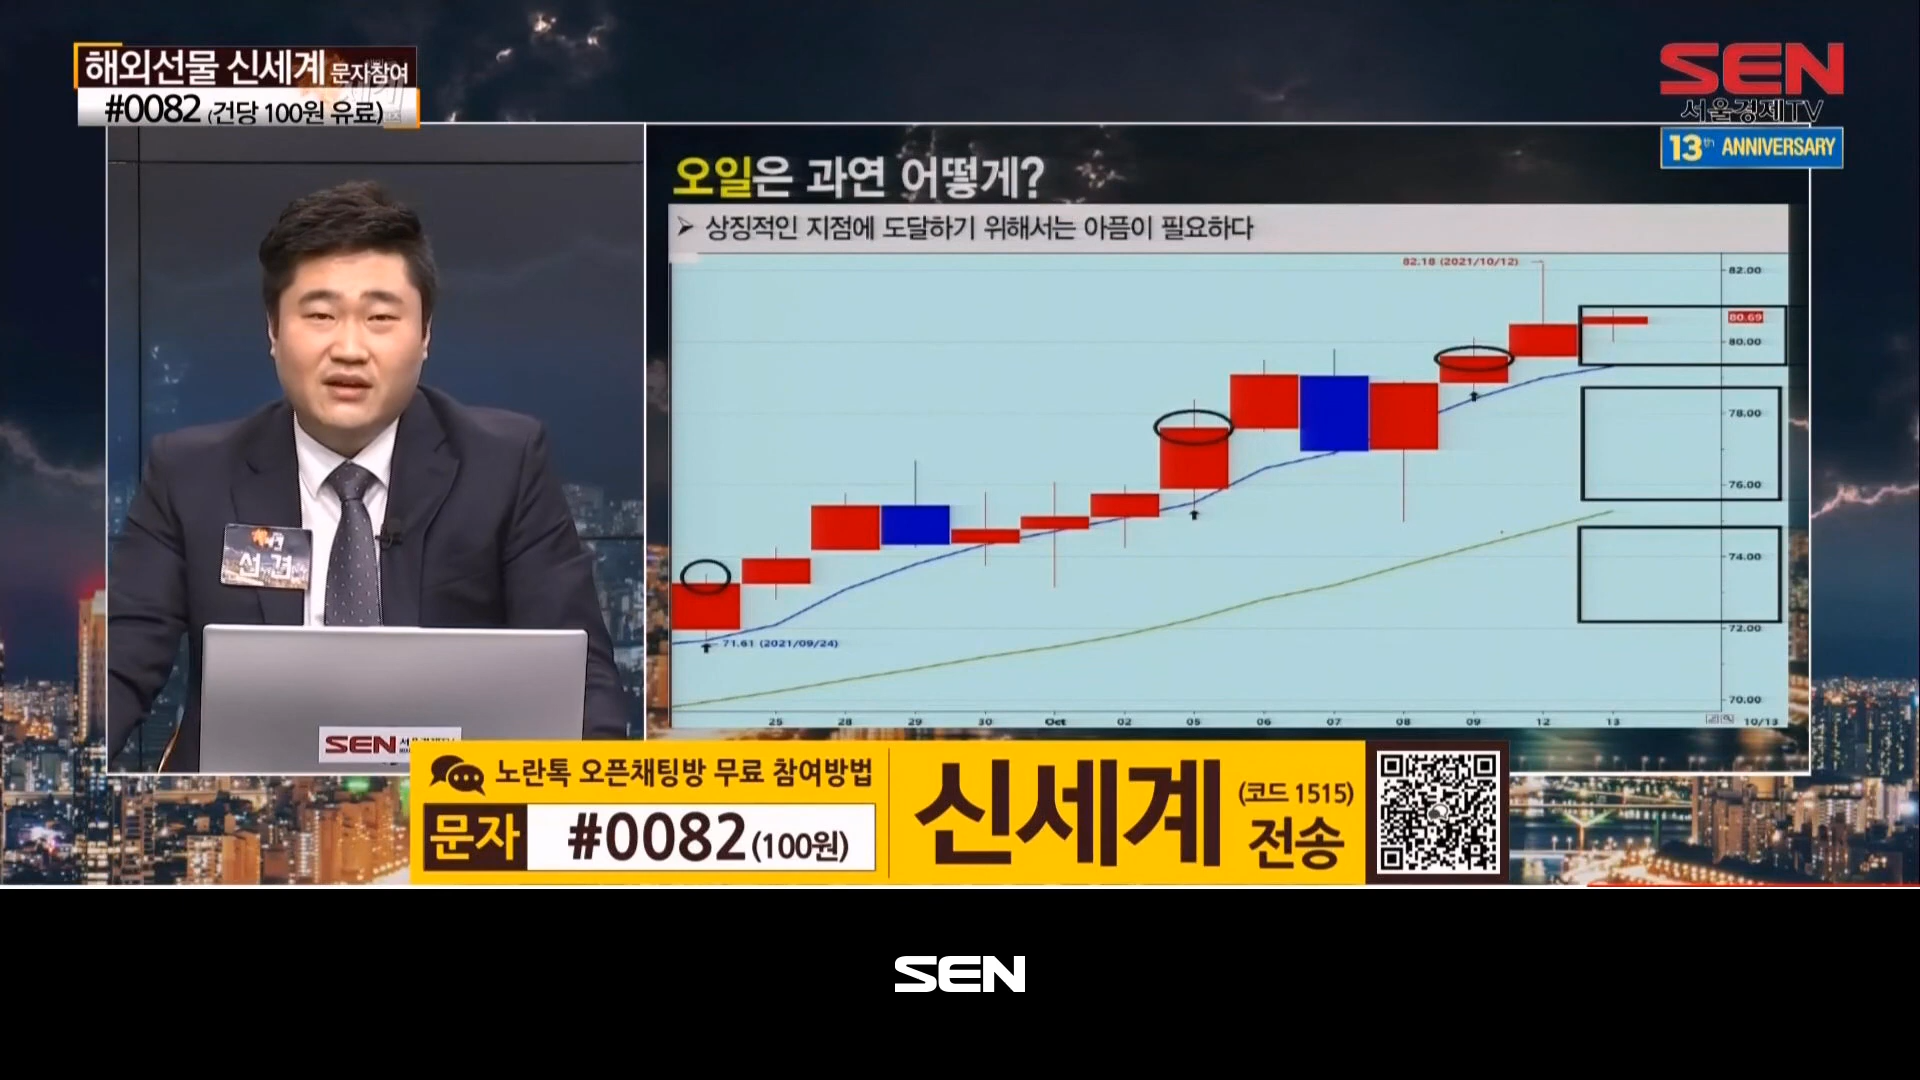 해외선물 신세계 문자참여
#0082 (건당 100원 유료)
SEN
서울경제TV
13th ANNIVERSARY
오일은 과연 어떻게?
➢ 상징적인 지점에 도달하기 위해서는 아픔이 필요하다
82.18 (2021/10/12)
82.00
80.69
80.00
78.00
76.00
74.00
72.00
70.00
71.61 (2021/09/24)
25 28 29 30 Oct 02 05 06 07 08 09 12 13 10/13
선경
SEN
노란톡 오픈채팅방 무료 참여방법
문자 #0082(100원)
신세계 (코드 1515)
전송
SEN